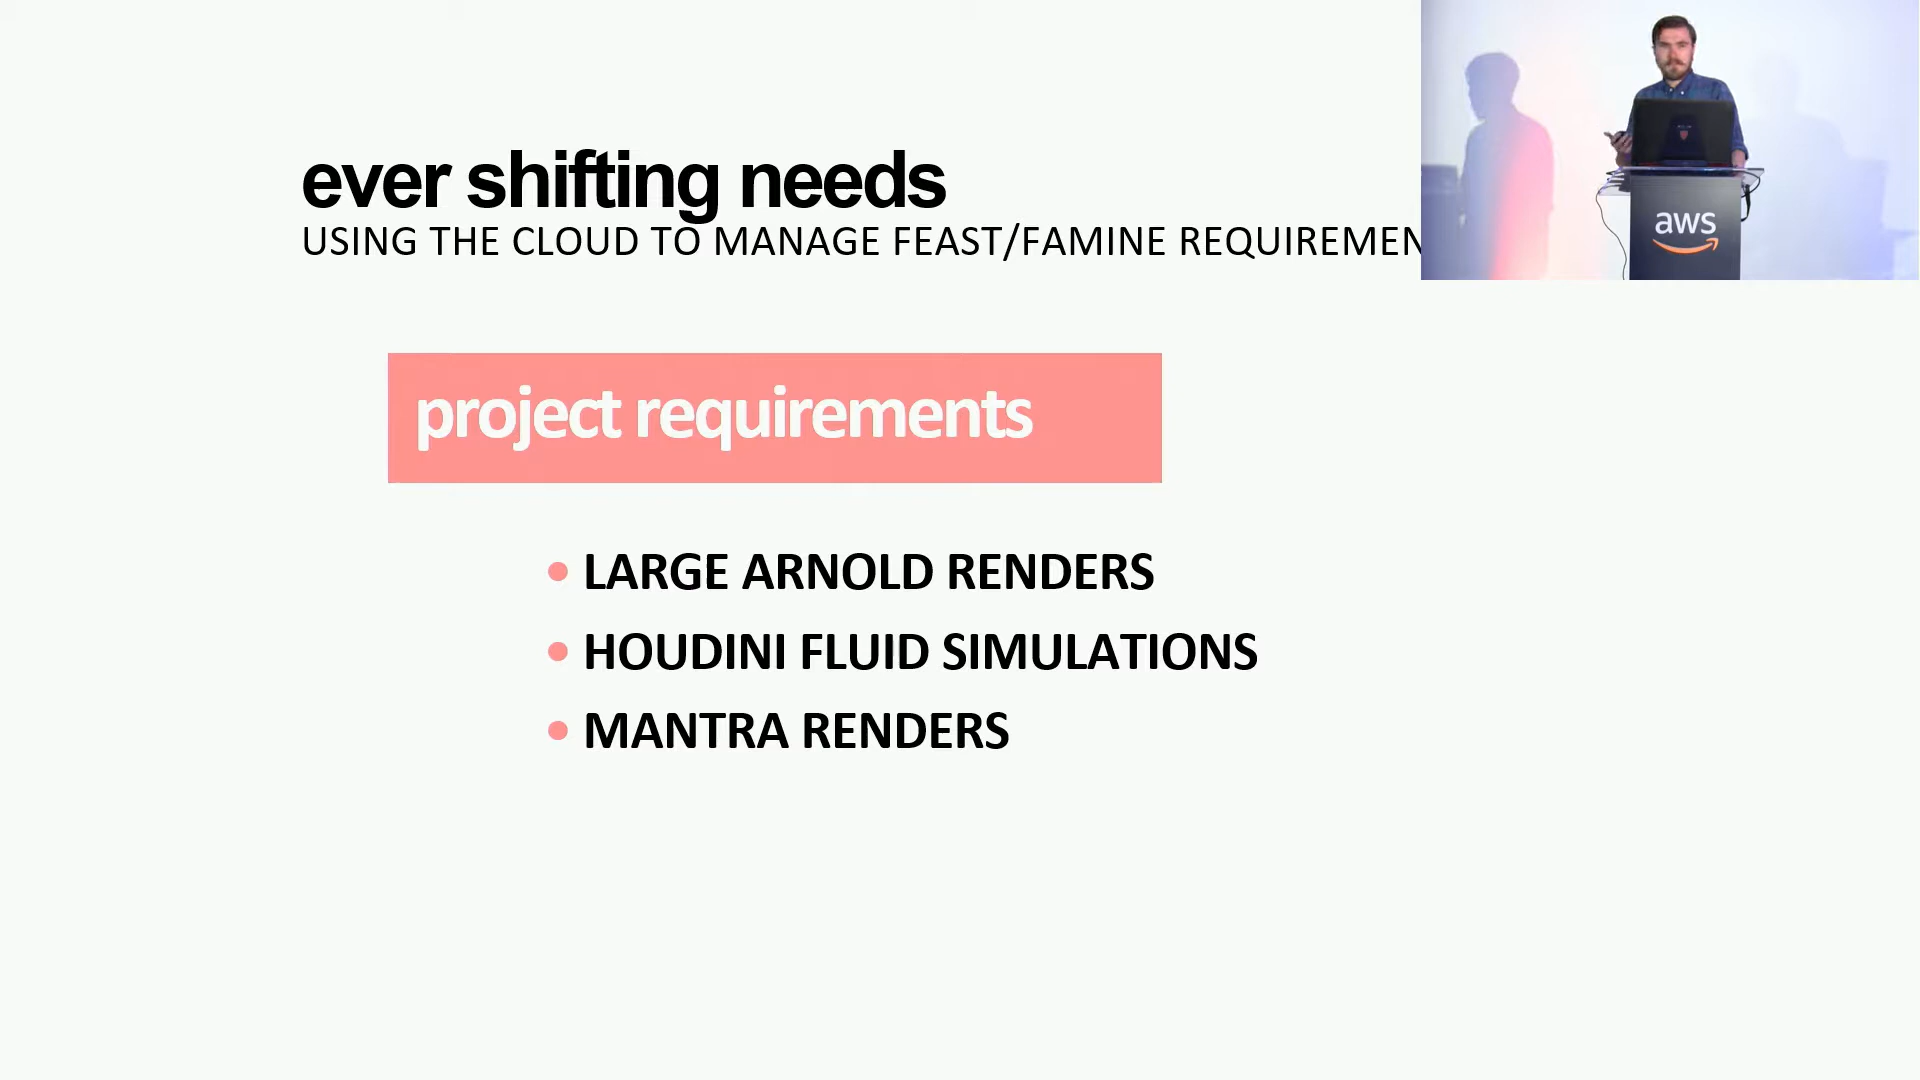 ever shifting needs
USING THE CLOUD TO MANAGE FEAST/FAMINE
aws
project requirements
• LARGE ARNOLD RENDERS
• HOUDINI FLUID SIMULATIONS
• MANTRA RENDERS